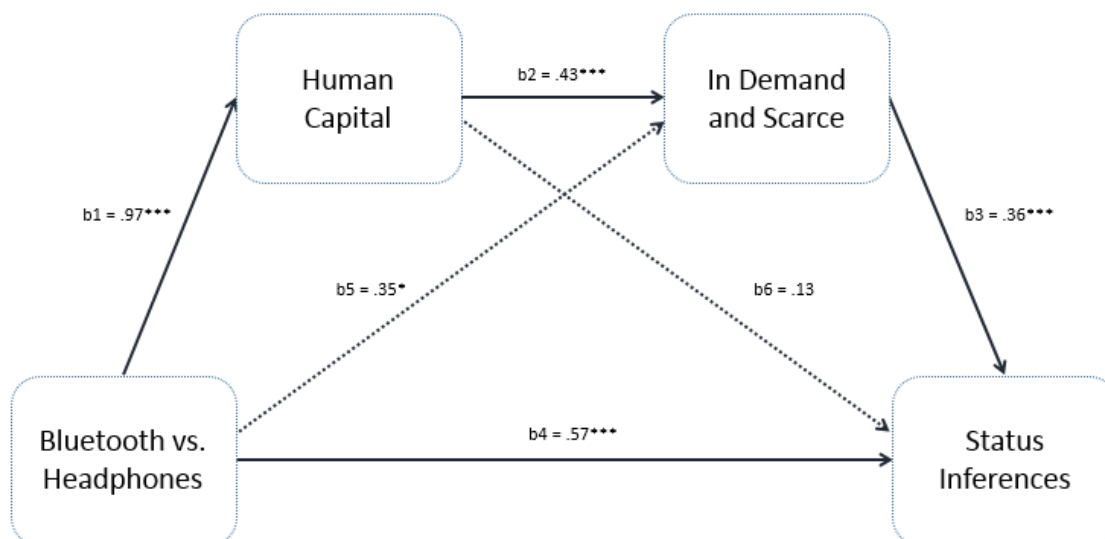 Human
Capital
b2 = .43***
In Demand
and Scarce
b1 = .97***
b3 = .36***
b5 = .35*
b6 = .13
Bluetooth vs.
Headphones
b4 = .57***
Status
Inferences